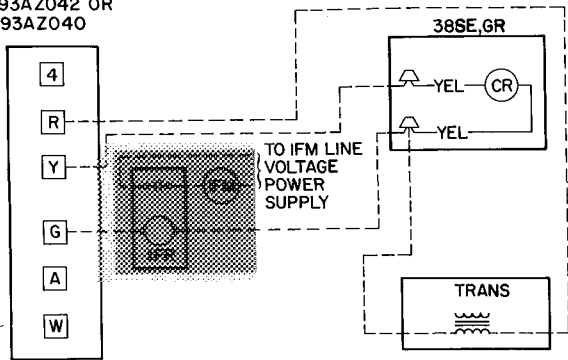 93AZ042 OR
93AZ040
4
R
Y
G
A
W
IFM
IFR
TO IFM LINE
VOLTAGE
POWER
SUPPLY
38SE,GR
YEL
CR
YEL
TRANS